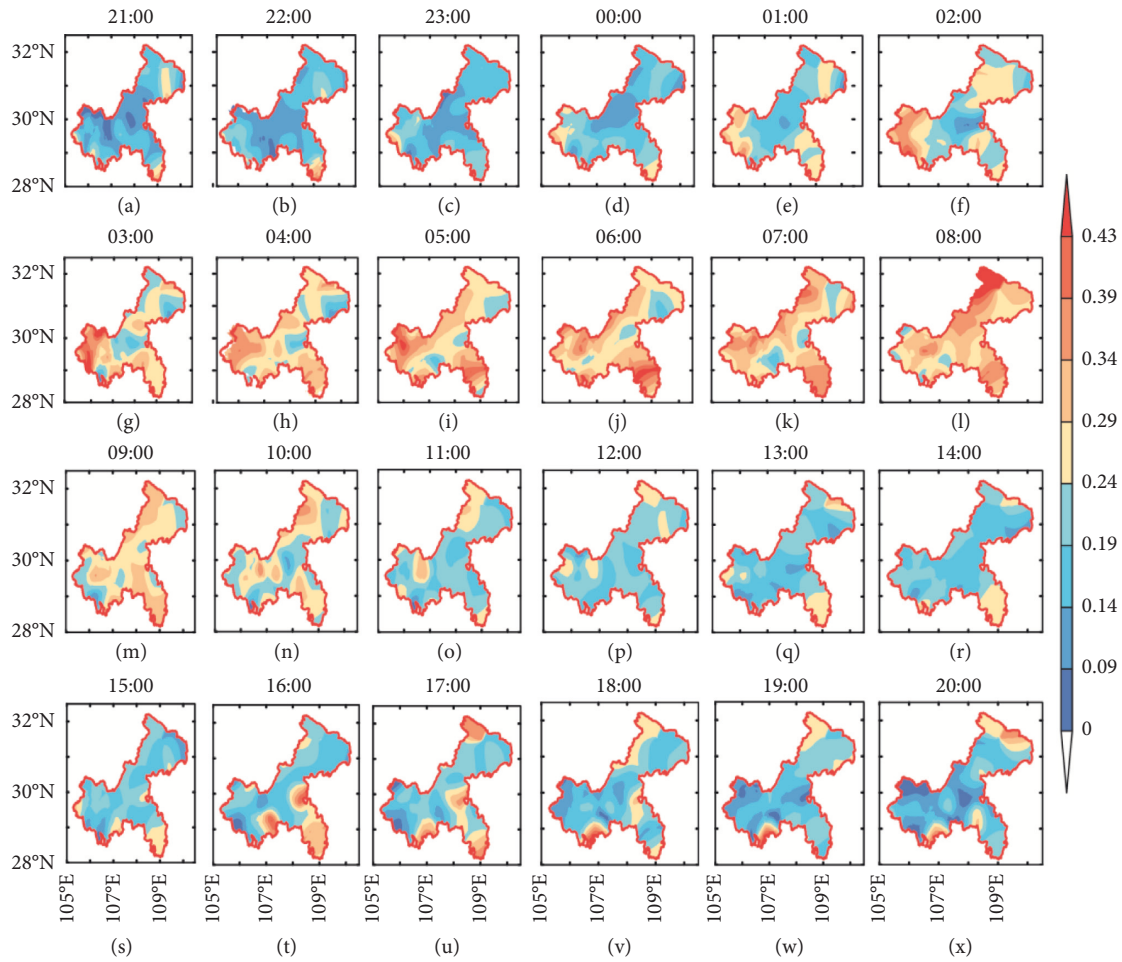 21:00 22:00 23:00 00:00 01:00 02:00
32°N
30°N
28°N
(a) (b) (c) (d) (e) (f)
03:00 04:00 05:00 06:00 07:00 08:00
32°N
30°N
28°N
(g) (h) (i) (j) (k) (l)
09:00 10:00 11:00 12:00 13:00 14:00
32°N
30°N
28°N
(m) (n) (o) (p) (q) (r)
15:00 16:00 17:00 18:00 19:00 20:00
32°N
30°N
28°N
105°E 107°E 109°E 105°E 107°E 109°E 105°E 107°E 109°E 105°E 107°E 109°E 105°E 107°E 109°E 105°E 107°E 109°E
(s) (t) (u) (v) (w) (x)
0.43
0.39
0.34
0.29
0.24
0.19
0.14
0.09
0